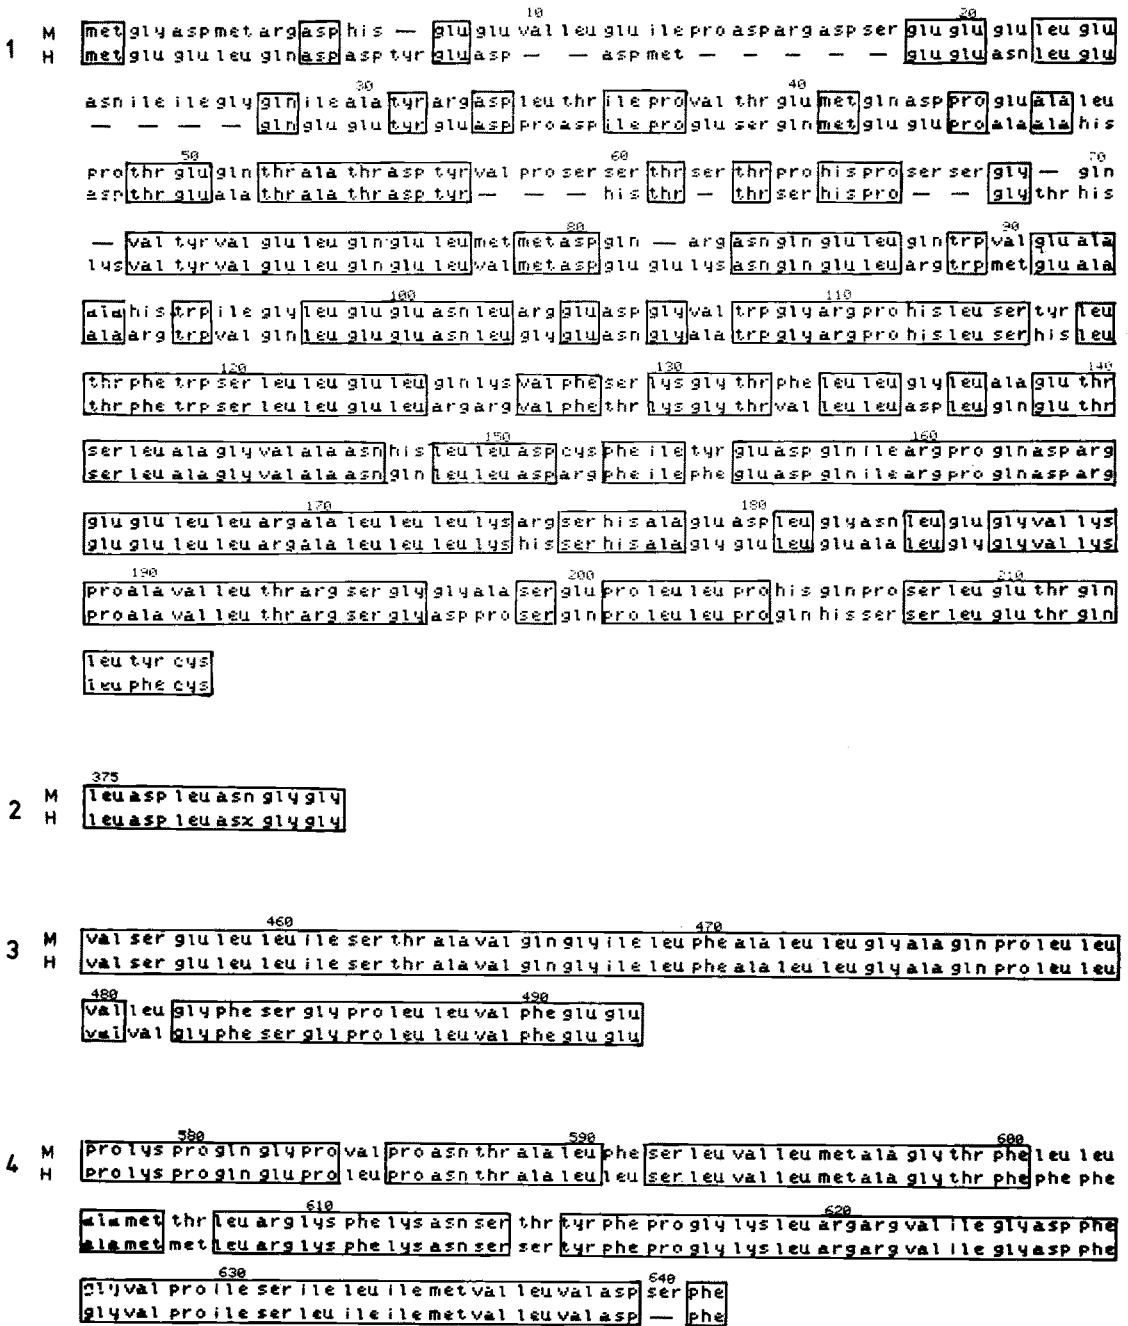 10 20
1 M met gly asp met arg asp his — glu glu val leu glu ile pro asp arg asp ser glu glu glu leu glu
H met glu glu leu gln asp asp tyr glu asp — — asp met — — — — — glu glu asn leu glu
30 40
asn ile ile gly gln ile ala tyr arg asp leu thr ile pro val thr glu met gln asp pro glu ala leu
— — — — gln glu glu tyr glu asp pro asp ile pro glu ser gln met glu glu pro ala ala his
50 60 70
pro thr glu gln thr ala thr asp tyr val pro ser ser thr ser thr pro his pro ser ser gly — gln
asn thr glu ala thr ala thr asp tyr — — — his thr — thr ser his pro — — gly thr his
80 90
— val tyr val glu leu gln glu leu met met asp gln — arg asn gln glu leu gln trp val glu ala
lys val tyr val glu leu gln glu leu val met asp glu glu lys asn gln glu leu arg trp met glu ala
100 110
ala his trp ile gly leu glu glu asn leu arg glu asp gly val trp gly arg pro his leu ser tyr leu
ala arg trp val gln leu glu glu asn leu gly glu asn gly ala trp gly arg pro his leu ser his leu
120 130 140
thr phe trp ser leu leu glu leu gln lys val phe ser lys gly thr phe leu leu gly leu ala glu thr
thr phe trp ser leu leu glu leu arg arg val phe thr lys gly thr val leu leu asp leu gln glu thr
150 160
ser leu ala gly val ala asn his leu leu asp cys phe ile tyr glu asp gln ile arg pro gln asp arg
ser leu ala gly val ala asn gln leu leu asp arg phe ile phe glu asp gln ile arg pro gln asp arg
170 180
glu glu leu leu arg ala leu leu leu lys arg ser his ala glu asp leu gly asn leu glu gly val lys
glu glu leu leu arg ala leu leu leu lys his ser his ala gly glu leu glu ala leu gly gly val lys
190 200 210
pro ala val leu thr arg ser gly gly ala ser glu pro leu leu pro his gln pro ser leu glu thr gln
pro ala val leu thr arg ser gly asp pro ser gln pro leu leu pro gln his ser ser leu glu thr gln
leu tyr cys
leu phe cys
375
2 M leu asp leu asn gly gly
H leu asp leu asx gly gly
460 470
3 M val ser glu leu leu ile ser thr ala val gln gly ile leu phe ala leu leu gly ala gln pro leu leu
H val ser glu leu leu ile ser thr ala val gln gly ile leu phe ala leu leu gly ala gln pro leu leu
480 490
val leu gly phe ser gly pro leu leu val phe glu glu
val val gly phe ser gly pro leu leu val phe glu glu
580 590 600
4 M pro lys pro gln gly pro val pro asn thr ala leu phe ser leu val leu met ala gly thr phe leu leu
H pro lys pro gln glu pro leu pro asn thr ala leu leu ser leu val leu met ala gly thr phe phe phe
610 620
ala met thr leu arg lys phe lys asn ser thr tyr phe pro gly lys leu arg arg val ile gly asp phe
ala met met leu arg lys phe lys asn ser ser tyr phe pro gly lys leu arg arg val ile gly asp phe
630 640
gly val pro ile ser ile leu ile met val leu val asp ser phe
gly val pro ile ser leu ile ile met val leu val asp — phe